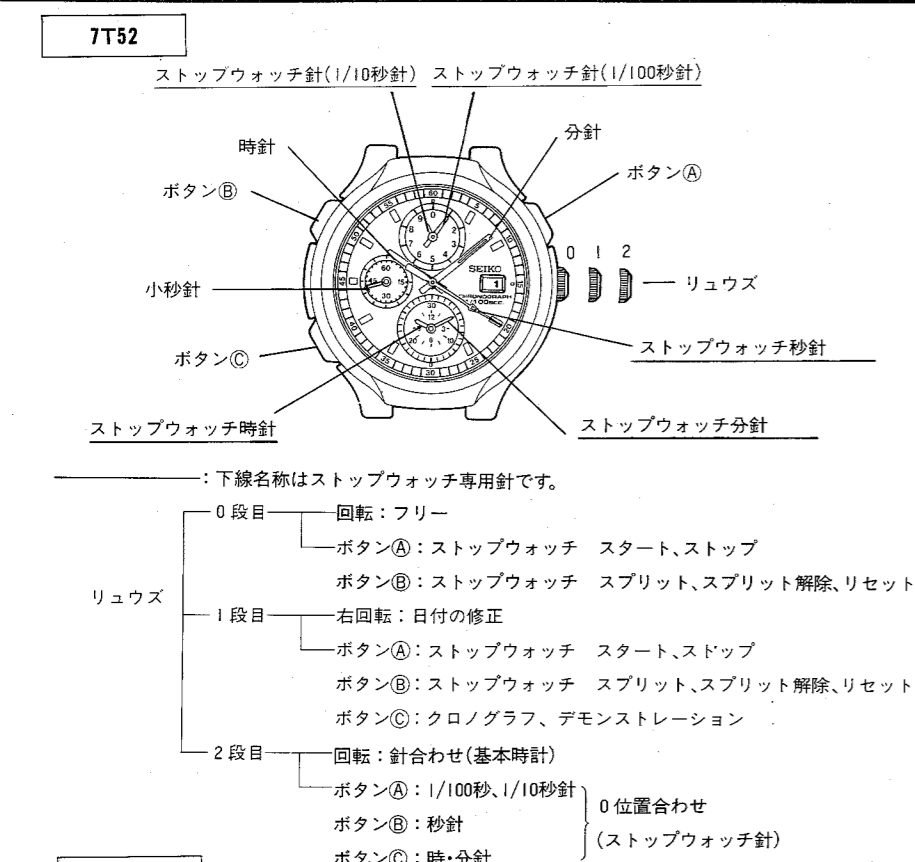 7T52
ストップウォッチ針(1/10秒針) ストップウォッチ針(1/100秒針)
時針
分針
ボタンⒷ
ボタンⒶ
0 1 2
小秒針
リュウズ
SEIKO
CHRONOGRAPH
1/100SEC
1
ボタンⒸ
ストップウォッチ秒針
ストップウォッチ時針
ストップウォッチ分針
：下線名称はストップウォッチ専用針です。
0段目 回転：フリー
ボタンⒶ：ストップウォッチ スタート、ストップ
ボタンⒷ：ストップウォッチ スプリット、スプリット解除、リセット
リュウズ
1段目 右回転：日付の修正
ボタンⒶ：ストップウォッチ スタート、ストップ
ボタンⒷ：ストップウォッチ スプリット、スプリット解除、リセット
ボタンⒸ：クロノグラフ、デモンストレーション
2段目 回転：針合わせ(基本時計)
ボタンⒶ：1/100秒、1/10秒針
0位置合わせ
ボタンⒷ：秒針
(ストップウォッチ針)
ボタンⒸ：時・分針